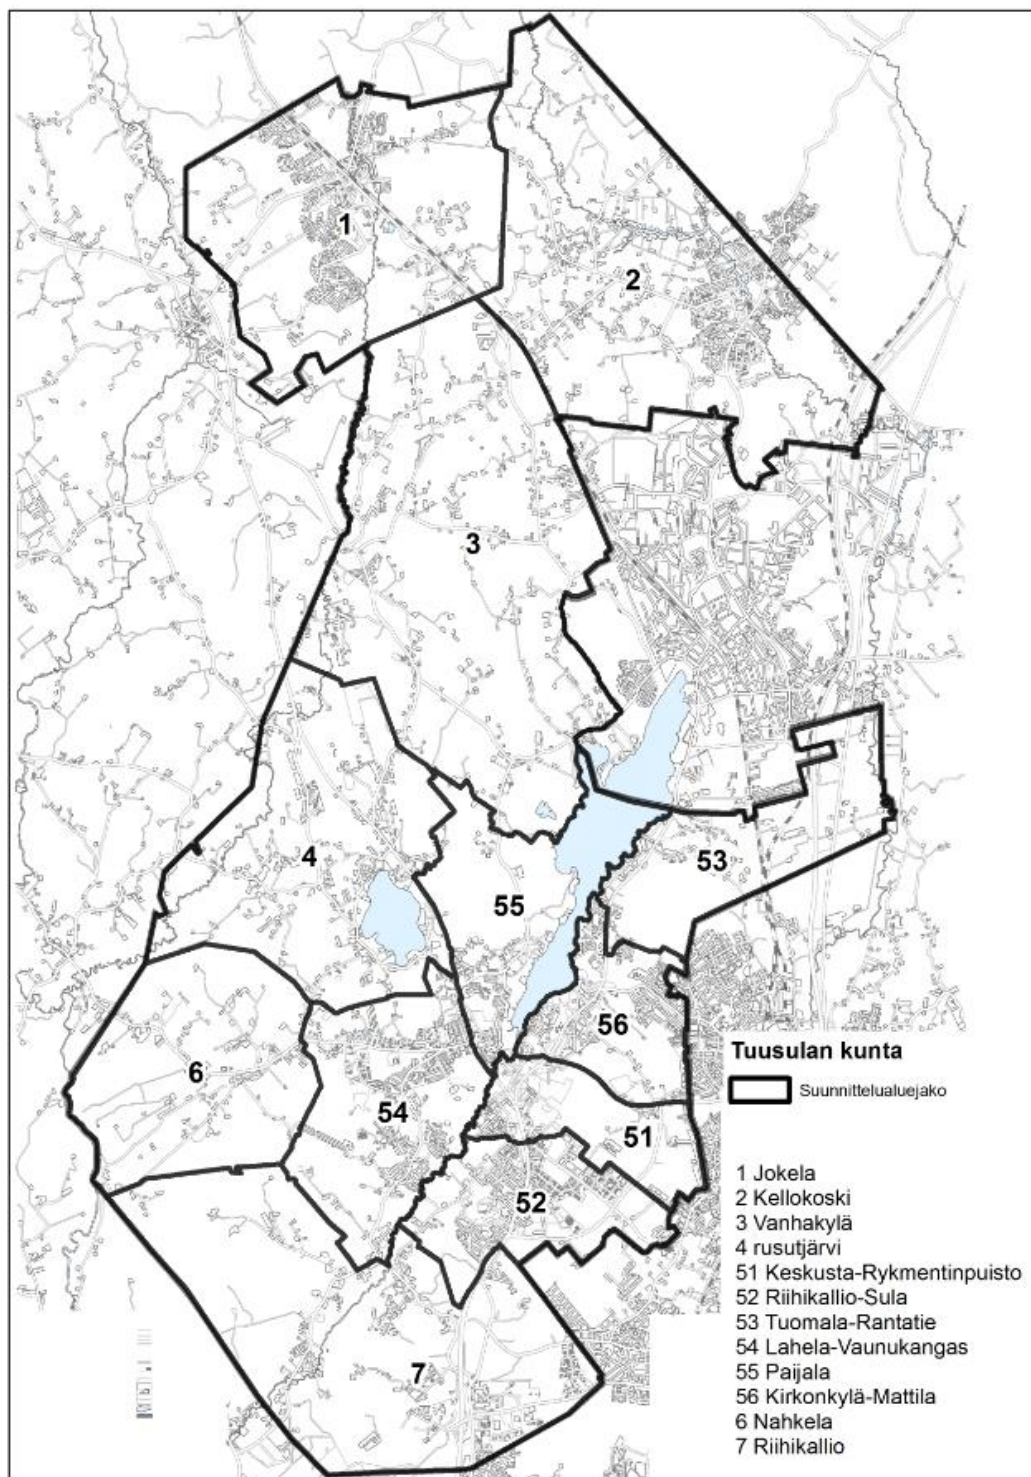 1
2
3
4
53
55
56
6
54
51
52
7
Tuusulan kunta
Suunnittelualuejako
1 Jokela
2 Kellokoski
3 Vanhakylä
4 rusutjärvi
51 Keskusta-Rykmentinpuisto
52 Riihikallio-Sula
53 Tuomala-Rantatie
54 Lahela-Vaunukangas
55 Paijala
56 Kirkonkylä-Mattila
6 Nahkela
7 Riihikallio